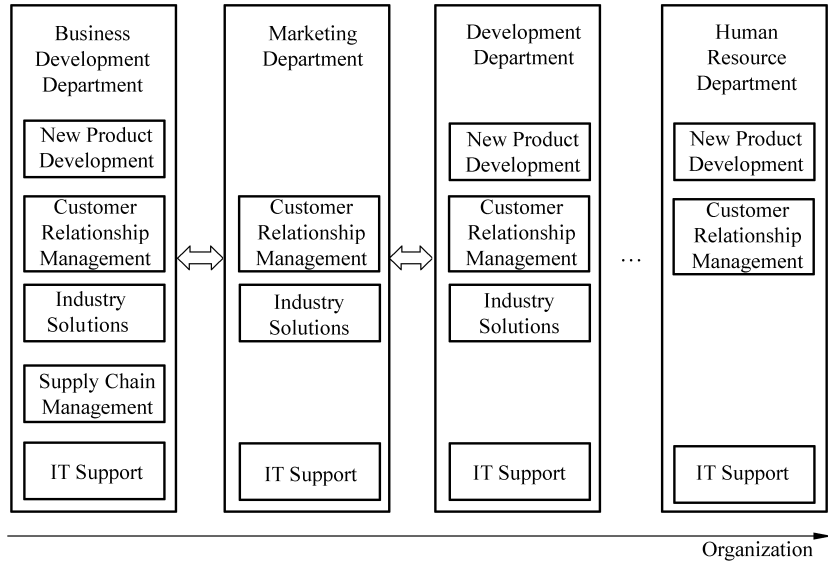 Business
Development
Department
New Product
Development
Customer
Relationship
Management
Industry
Solutions
Supply Chain
Management
IT Support
Marketing
Department
Customer
Relationship
Management
Industry
Solutions
IT Support
Development
Department
New Product
Development
Customer
Relationship
Management
Industry
Solutions
IT Support
...
Human
Resource
Department
New Product
Development
Customer
Relationship
Management
IT Support
Organization